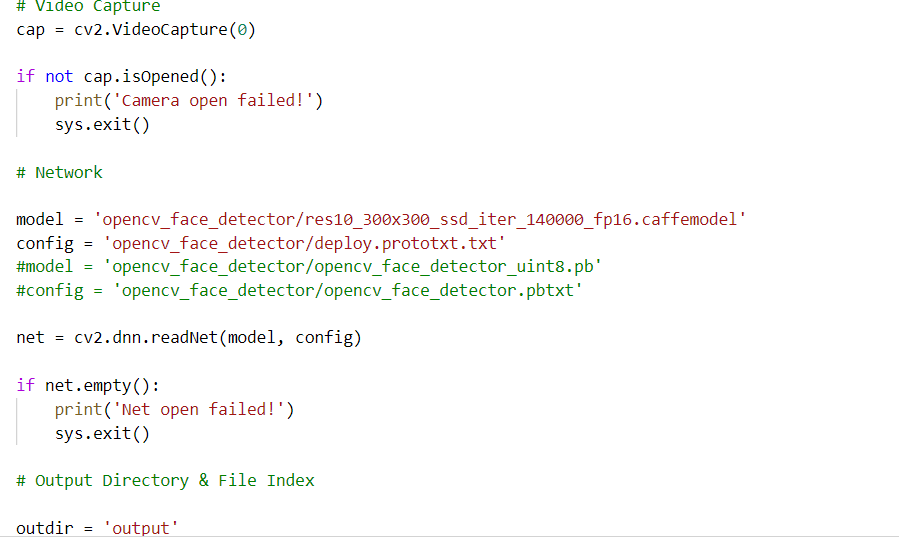 # Video Capture
cap = cv2.VideoCapture(0)
if not cap.isOpened():
    print('Camera open failed!')
    sys.exit()
# Network
model = 'opencv_face_detector/res10_300x300_ssd_iter_140000_fp16.caffemodel'
config = 'opencv_face_detector/deploy.prototxt.txt'
#model = 'opencv_face_detector/opencv_face_detector_uint8.pb'
#config = 'opencv_face_detector/opencv_face_detector.pbtxt'
net = cv2.dnn.readNet(model, config)
if net.empty():
    print('Net open failed!')
    sys.exit()
# Output Directory & File Index
outdir = 'output'